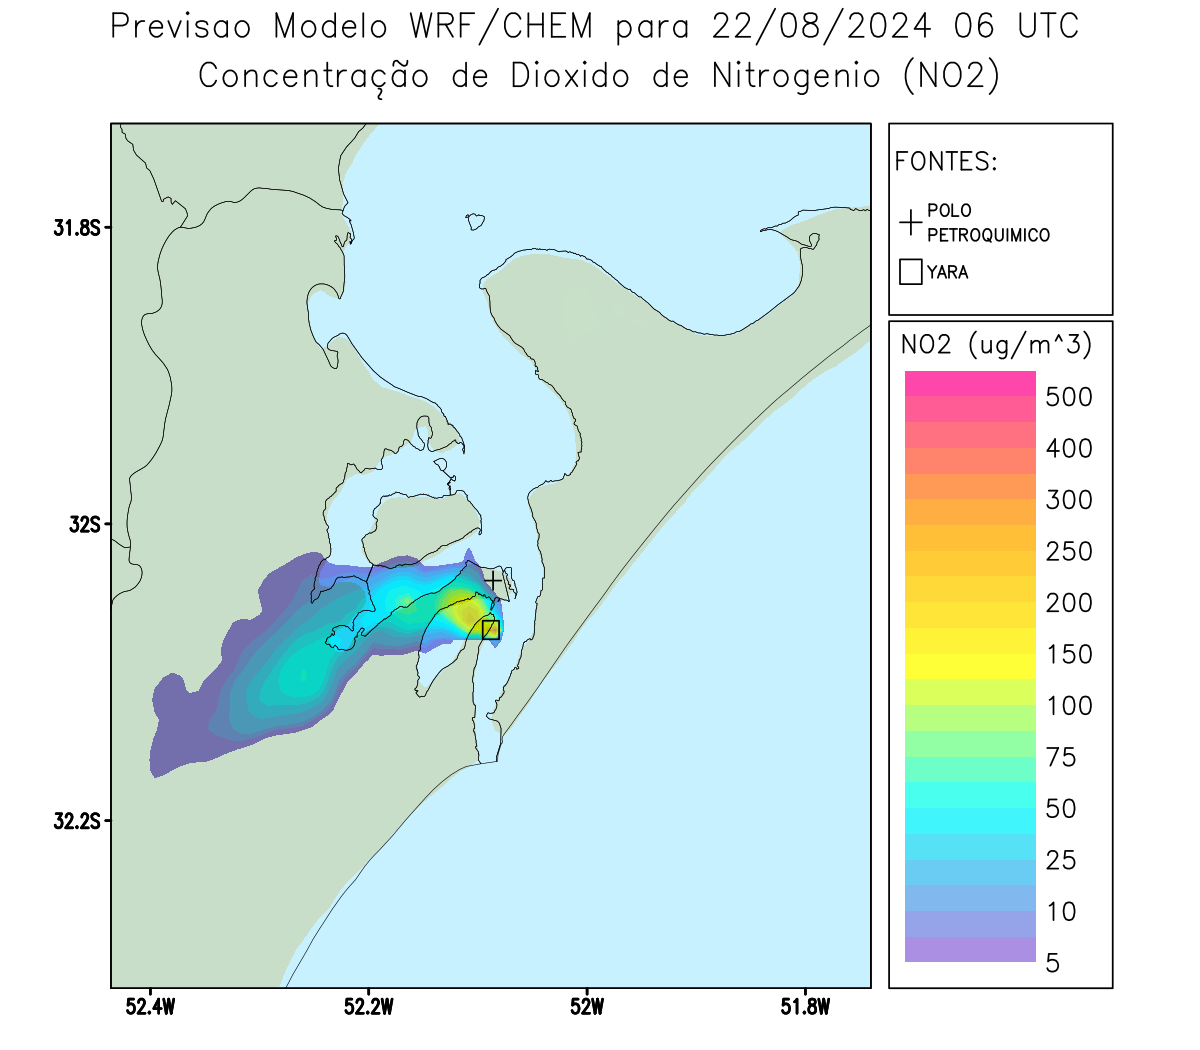 Previsao Modelo WRF/CHEM para 22/08/2024 06 UTC
Concentração de Dioxido de Nitrogenio (NO2)
FONTES:
POLO
PETROQUIMICO
YARA
NO2 (ug/m^3)
500
400
300
250
200
150
100
75
50
25
10
5
31.8S
32S
32.2S
52.4W
52.2W
52W
51.8W